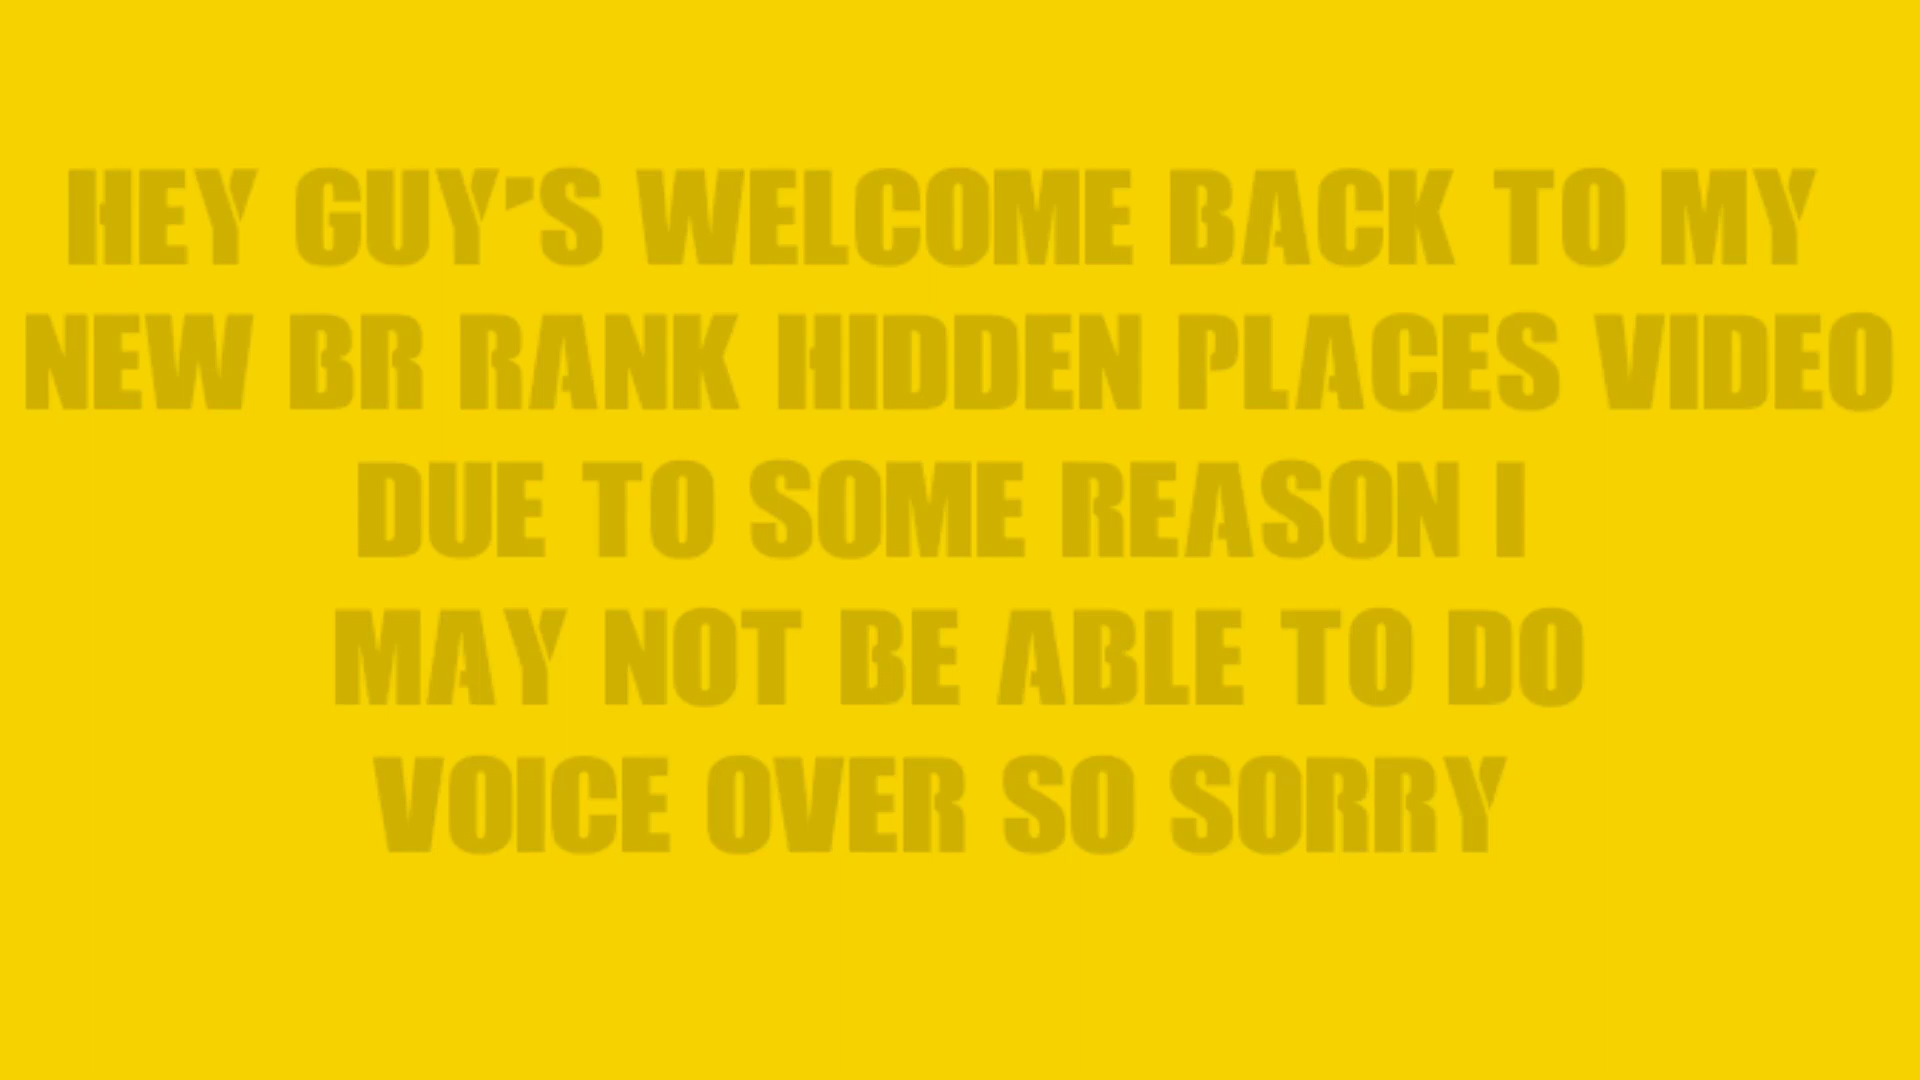 HEY GUY'S WELCOME BACK TO MY
NEW BR RANK HIDDEN PLACES VIDEO
DUE TO SOME REASON I
MAY NOT BE ABLE TO DO
VOICE OVER SO SORRY